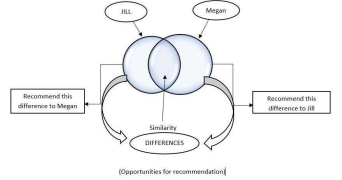 JILL
Megan
Recommend this
difference to Megan
Recommend this
difference to Jill
Similarity
DIFFERENCES
(Opportunities for recommendation)